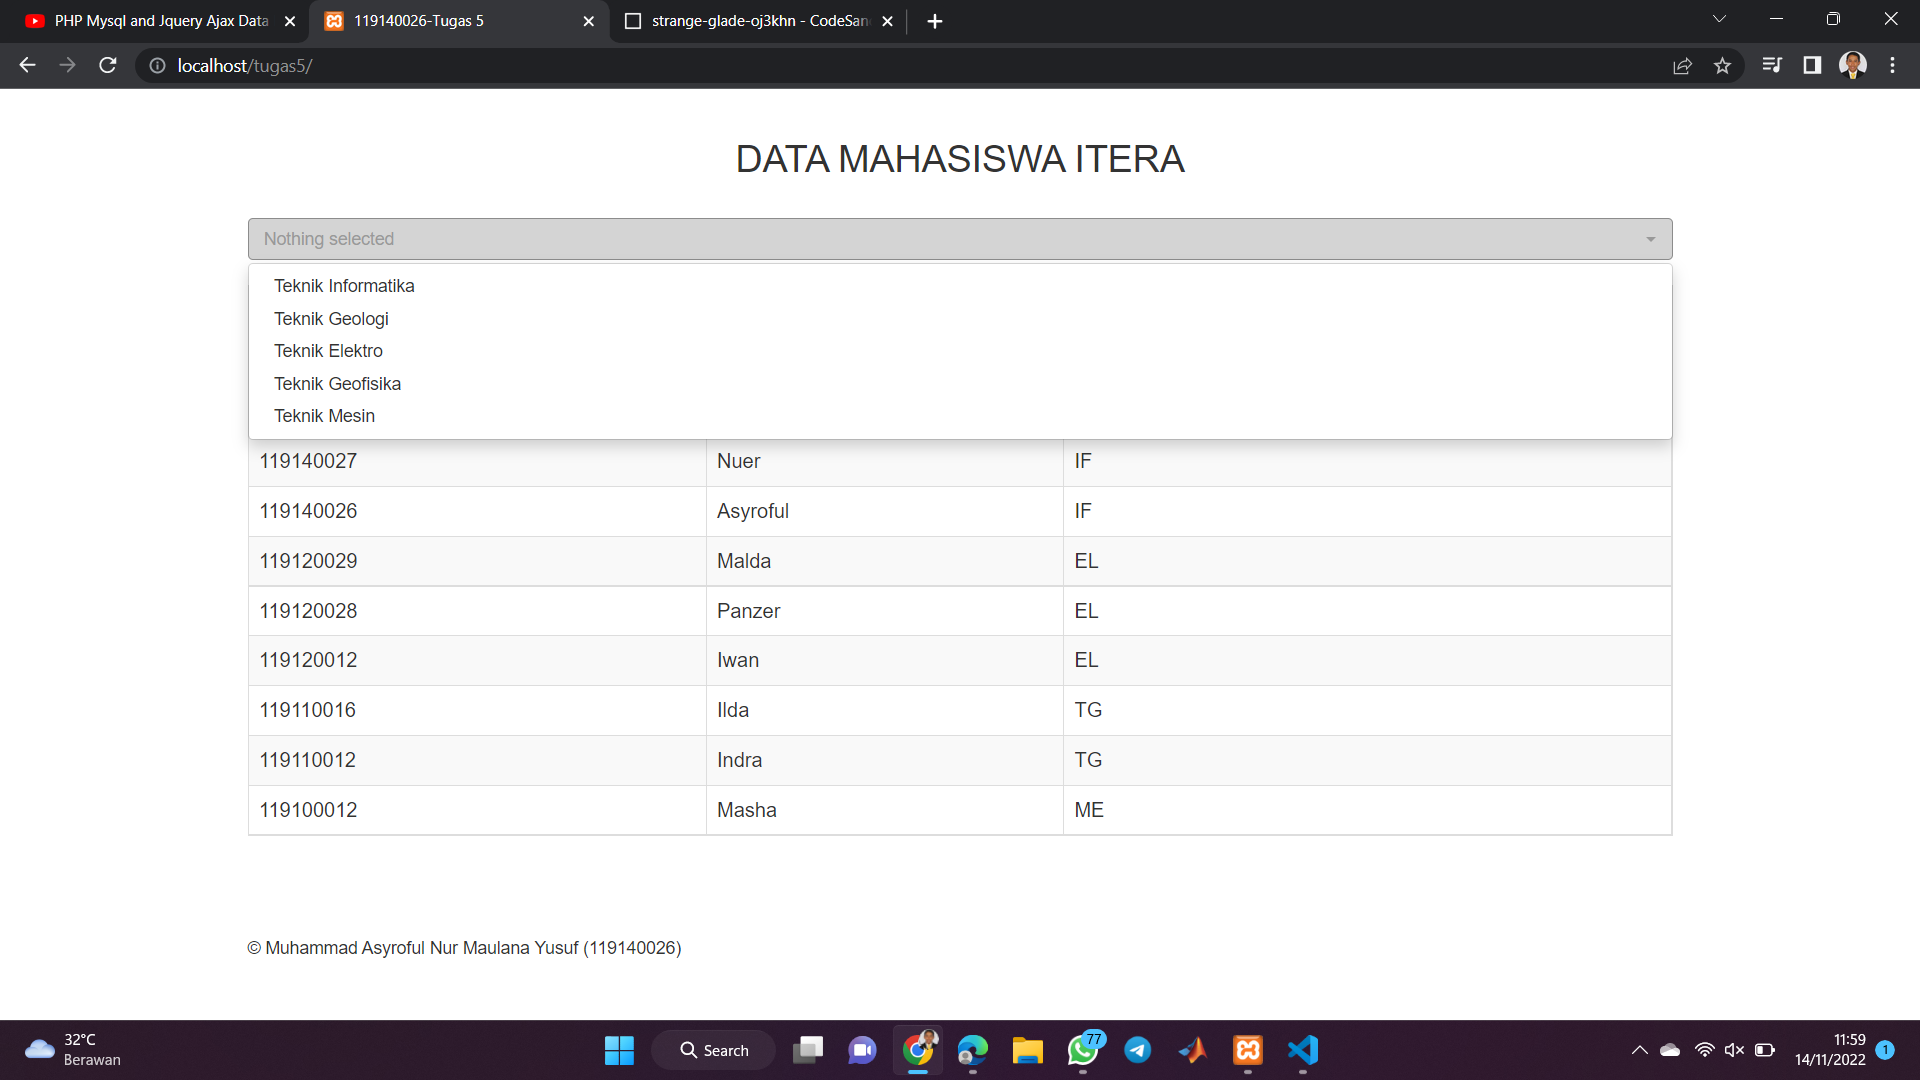 PHP Mysql and Jquery Ajax Data
119140026-Tugas 5
strange-glade-oj3khn - CodeSan
localhost/tugas5/
DATA MAHASISWA ITERA
Nothing selected
Teknik Informatika
Teknik Geologi
Teknik Elektro
Teknik Geofisika
Teknik Mesin
119140027 Nuer IF
119140026 Asyroful IF
119120029 Malda EL
119120028 Panzer EL
119120012 Iwan EL
119110016 Ilda TG
119110012 Indra TG
119100012 Masha ME
© Muhammad Asyroful Nur Maulana Yusuf (119140026)
32°C
Berawan
Search
77
11:59
14/11/2022
1